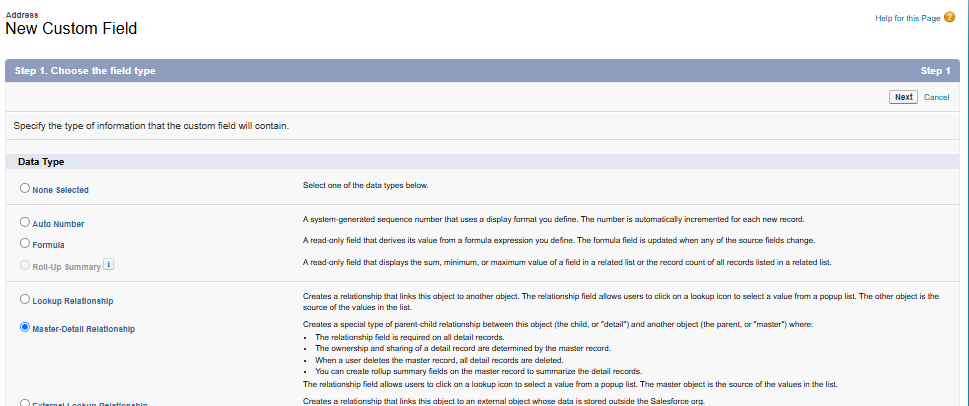 Address
New Custom Field
Help for this Page ?
Step 1. Choose the field type
Step 1
Next
Cancel
Specify the type of information that the custom field will contain.
Data Type
None Selected
Select one of the data types below.
Auto Number
A system-generated sequence number that uses a display format you define. The number is automatically incremented for each new record.
Formula
A read-only field that derives its value from a formula expression you define. The formula field is updated when any of the source fields change.
Roll-Up Summary i
A read-only field that displays the sum, minimum, or maximum value of a field in a related list or the record count of all records listed in a related list.
Lookup Relationship
Creates a relationship that links this object to another object. The relationship field allows users to click on a lookup icon to select a value from a popup list. The other object is the
source of the values in the list.
Master-Detail Relationship
Creates a special type of parent-child relationship between this object (the child, or "detail") and another object (the parent, or "master") where:
• The relationship field is required on all detail records.
• The ownership and sharing of a detail record are determined by the master record.
• When a user deletes the master record, all detail records are deleted.
• You can create rollup summary fields on the master record to summarize the detail records.
The relationship field allows users to click on a lookup icon to select a value from a popup list. The master object is the source of the values in the list.
External Lookup Relationship
Creates a relationship that links this object to an external object whose data is stored outside the Salesforce org.